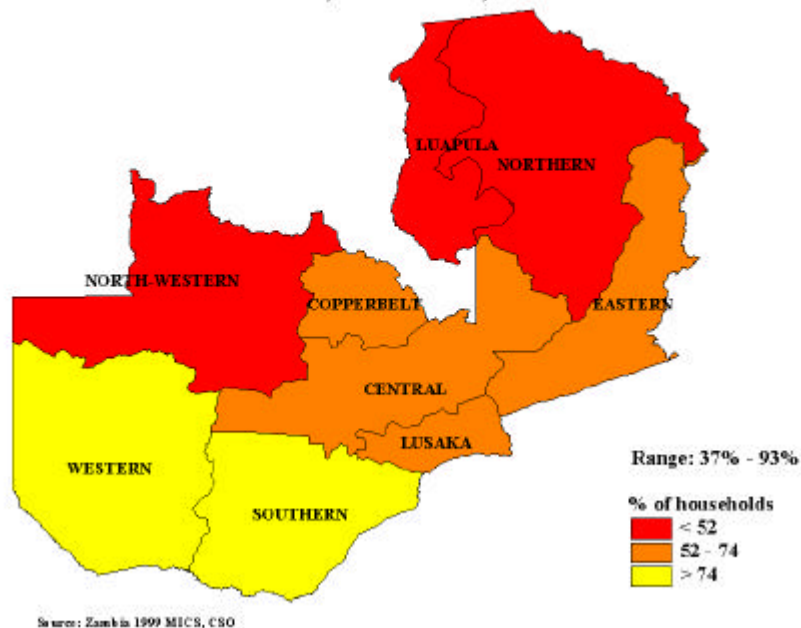 LUAPULA
NORTHERN
NORTH-WESTERN
COPPERBELT
EASTERN
CENTRAL
LUSAKA
WESTERN
SOUTHERN
Range: 37% - 93%
% of households
< 52
52 - 74
> 74
Source: Zambia 1999 MICS, CSO